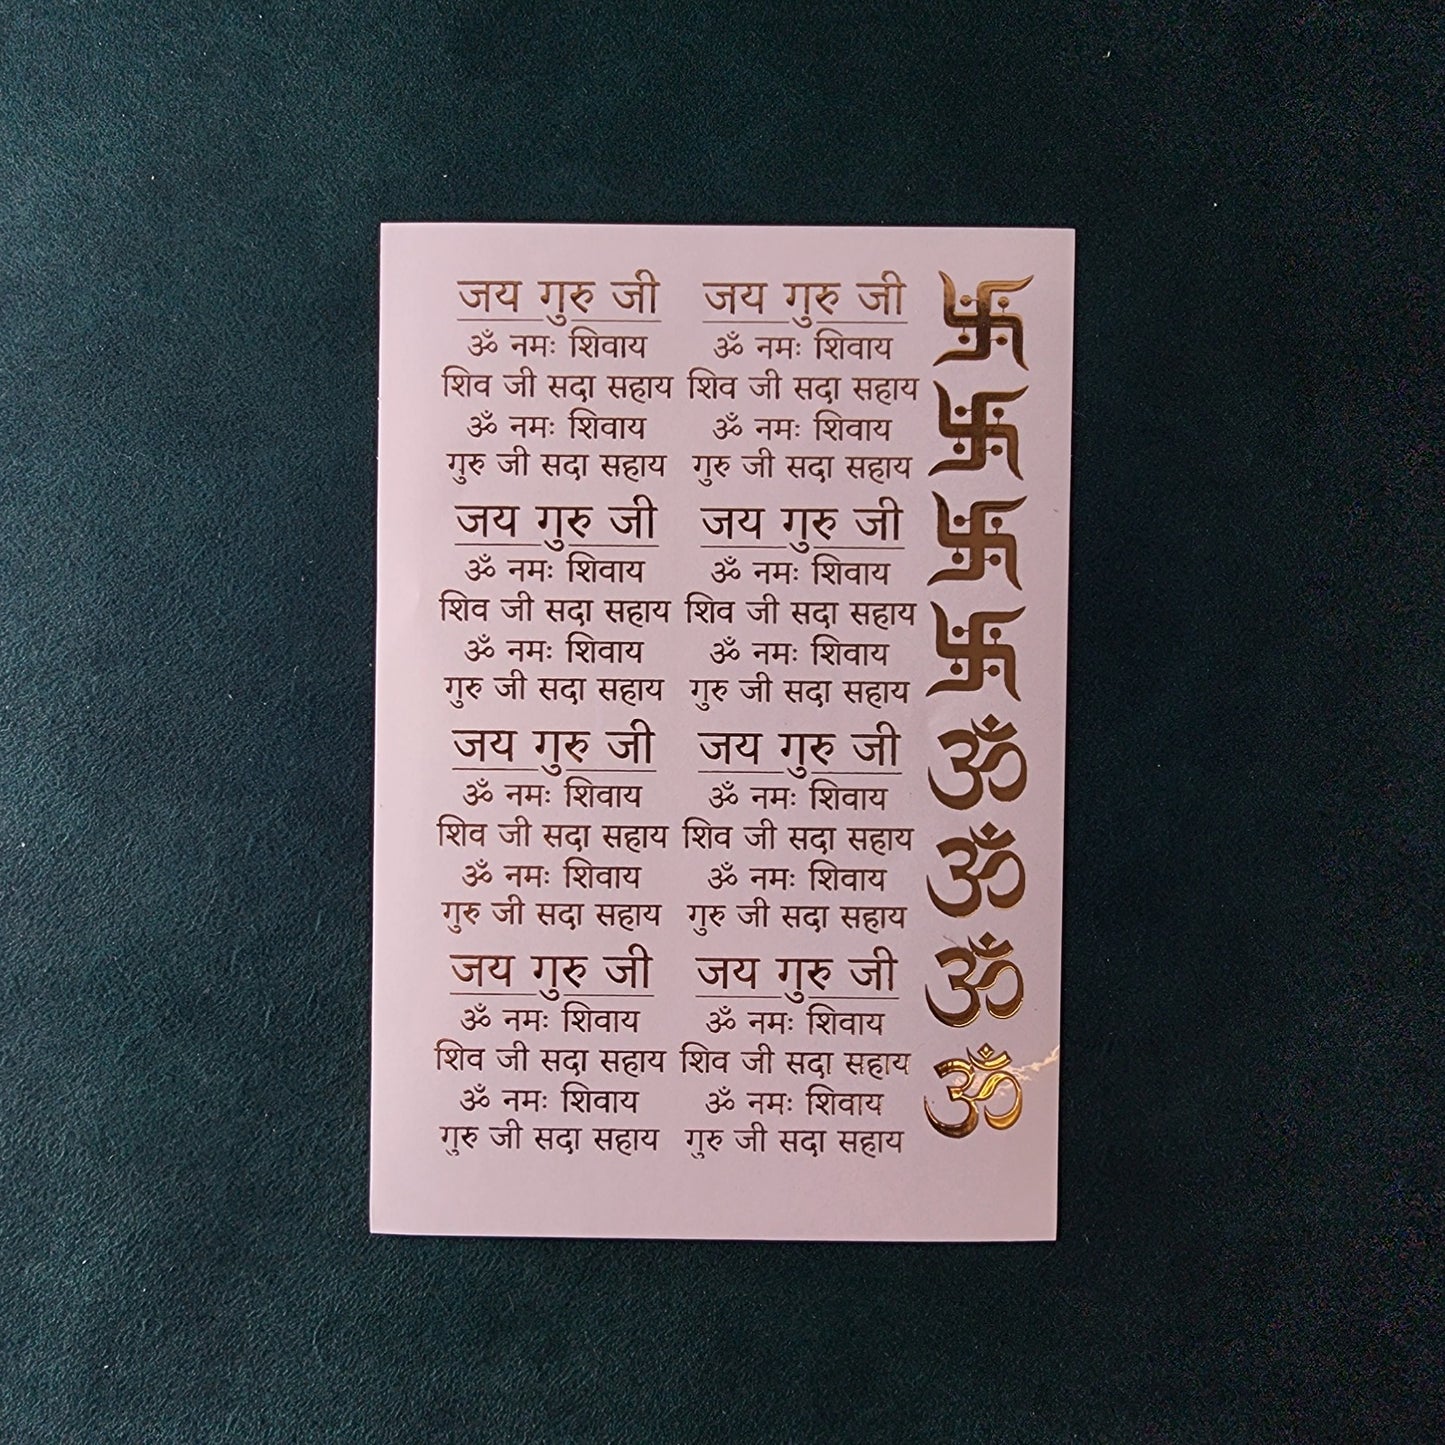 जय गुरु जी
ॐ नमः शिवाय
शिव जी सदा सहाय
ॐ नमः शिवाय
गुरु जी सदा सहाय
जय गुरु जी
ॐ नमः शिवाय
शिव जी सदा सहाय
ॐ नमः शिवाय
गुरु जी सदा सहाय
जय गुरु जी
ॐ नमः शिवाय
शिव जी सदा सहाय
ॐ नमः शिवाय
गुरु जी सदा सहाय
जय गुरु जी
ॐ नमः शिवाय
शिव जी सदा सहाय
ॐ नमः शिवाय
गुरु जी सदा सहाय
जय गुरु जी
ॐ नमः शिवाय
शिव जी सदा सहाय
ॐ नमः शिवाय
गुरु जी सदा सहाय
जय गुरु जी
ॐ नमः शिवाय
शिव जी सदा सहाय
ॐ नमः शिवाय
गुरु जी सदा सहाय
जय गुरु जी
ॐ नमः शिवाय
शिव जी सदा सहाय
ॐ नमः शिवाय
गुरु जी सदा सहाय
जय गुरु जी
ॐ नमः शिवाय
शिव जी सदा सहाय
ॐ नमः शिवाय
गुरु जी सदा सहाय
ॐ
ॐ
ॐ
ॐ